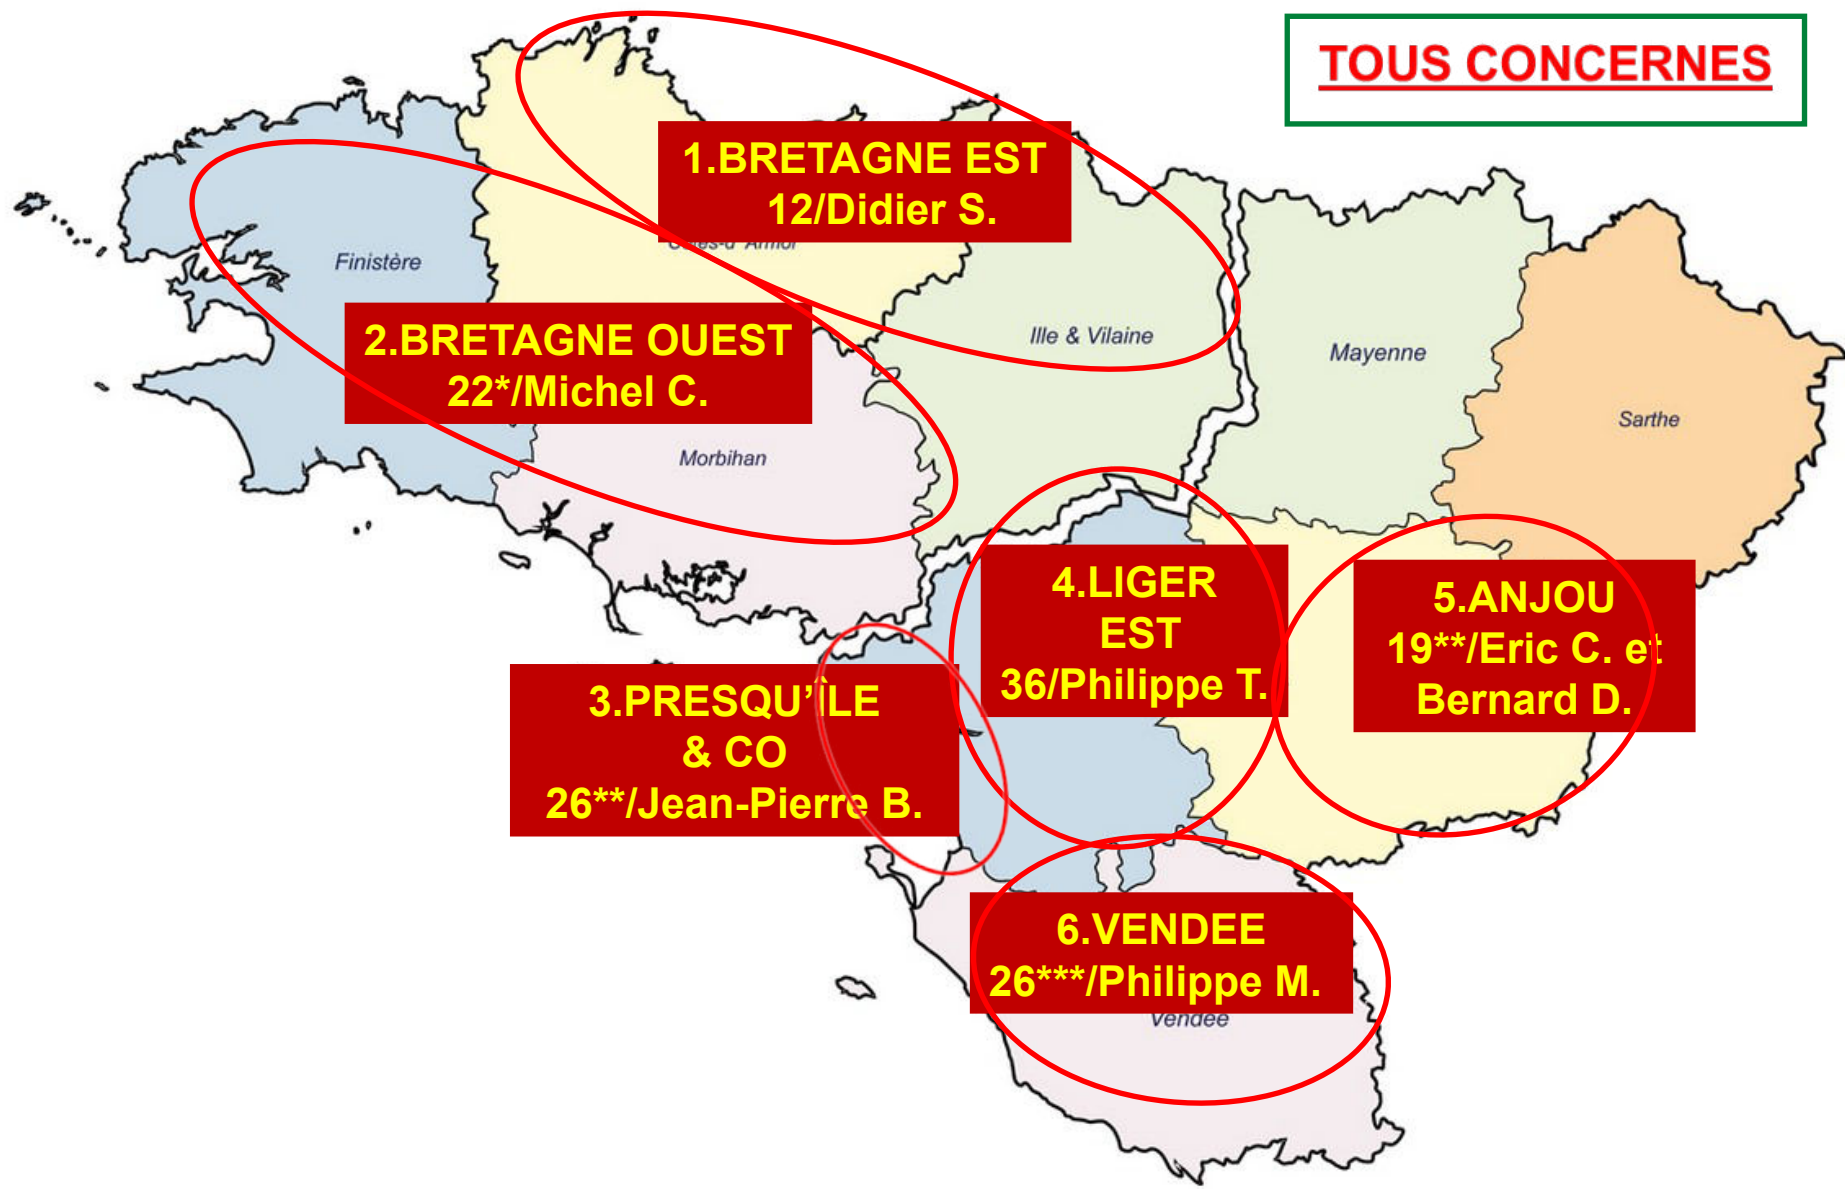 TOUS CONCERNES
1.BRETAGNE EST
12/Didier S.
Finistère
2.BRETAGNE OUEST
22*/Michel C.
Ille & Vilaine
Mayenne
Sarthe
Morbihan
4.LIGER
EST
36/Philippe T.
5.ANJOU
19**/Eric C. et
Bernard D.
3.PRESQU’ÎLE
& CO
26**/Jean-Pierre B.
6.VENDEE
26***/Philippe M.
Vendée